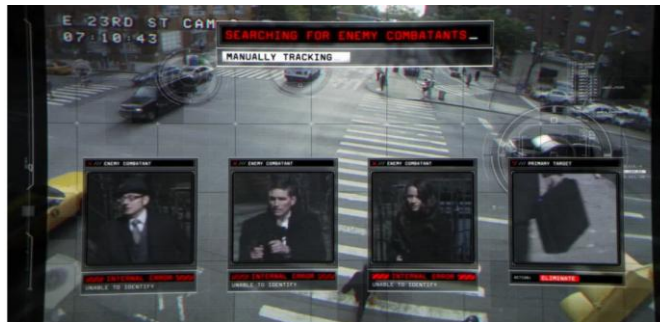 E 23RD ST CAM
07:10:43
SEARCHING FOR ENEMY COMBATANTS_
MANUALLY TRACKING
ENEMY COMBATANT
ENEMY COMBATANT
ENEMY COMBATANT
PRIMARY TARGET
INTERNAL ERROR
INTERNAL ERROR
INTERNAL ERROR
ACTION: ELIMINATE
UNABLE TO IDENTIFY
UNABLE TO IDENTIFY
UNABLE TO IDENTIFY